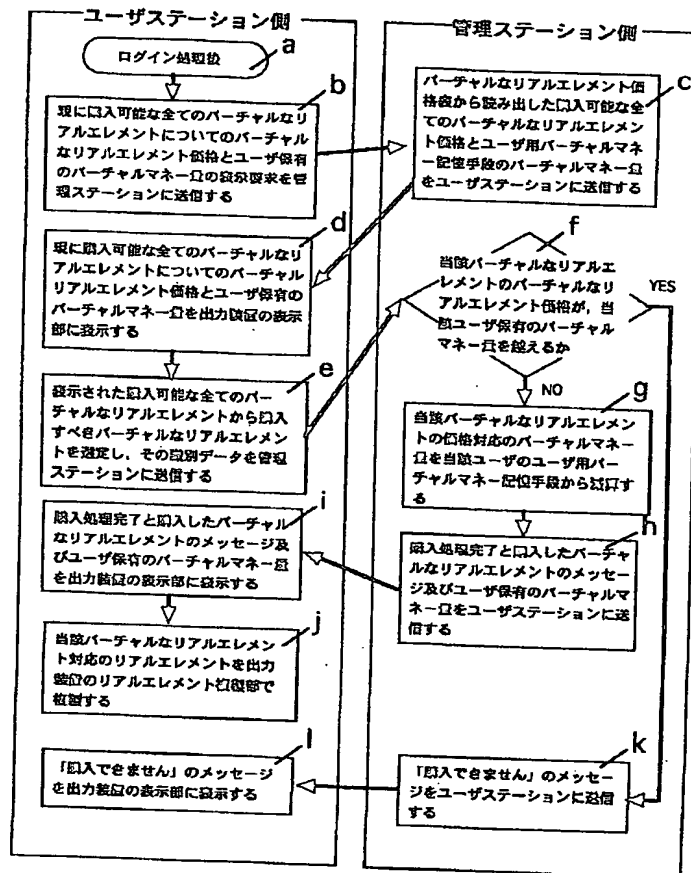 ユーザステーション側
管理ステーション側
a
ログイン処理後
b
現に購入可能な全てのバーチャルなリ
アルエレメントについてのバーチャル
なリアルエレメント価格とユーザ保有
のバーチャルマネー量の表示要求を管
理ステーションに送信する
c
バーチャルなリアルエレメント価
格表から読み出した購入可能な全
てのバーチャルなリアルエレメン
ト価格とユーザ用バーチャルマネ
ー記憶手段のバーチャルマネー量
をユーザステーションに送信する
d
現に購入可能な全てのバーチャルなリ
アルエレメントについてのバーチャル
リアルエレメント価格とユーザ保有の
バーチャルマネー量を出力装置の表示
部に表示する
e
表示された購入可能な全てのバー
チャルなリアルエレメントから購入
すべきバーチャルなリアルエレメン
トを選定し，その識別データを管理
ステーションに送信する
f
当該バーチャルなリアルエ
レメントのバーチャルなリ
アルエレメント価格が，当
該ユーザ保有のバーチャル
マネー量を越えるか
YES
NO
g
当該バーチャルなリアルエレメン
トの価格対応のバーチャルマネー
量を当該ユーザのユーザ用バー
チャルマネー記憶手段から減算す
る
h
購入処理完了と購入したバーチャ
ルなリアルエレメントのメッセー
ジ及びユーザ保有のバーチャルマ
ネー量をユーザステーションに送
信する
i
購入処理完了と購入したバーチャル
なリアルエレメントのメッセージ及
びユーザ保有のバーチャルマネー量
を出力装置の表示部に表示する
j
当該バーチャルなリアルエレメン
ト対応のリアルエレメントを出力
装置のリアルエレメント複製部で
複製する
k
「購入できません」のメッセー
ジをユーザステーションに送信
する
l
「購入できません」のメッセージ
を出力装置の表示部に表示する